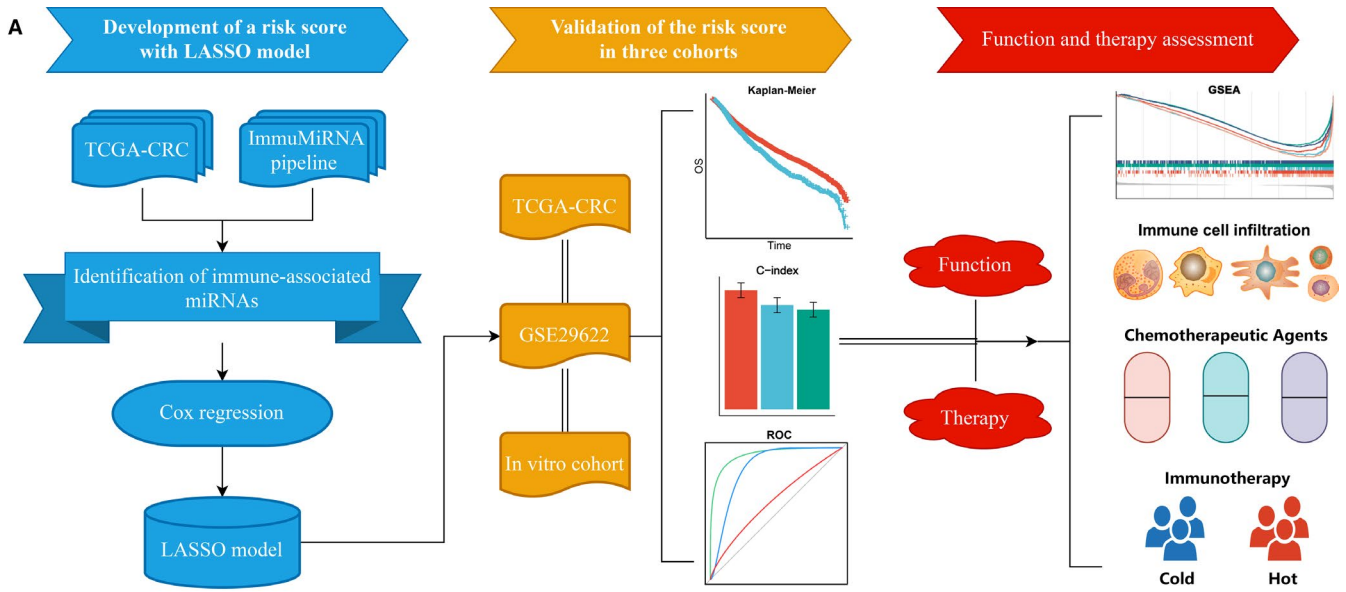 A
Development of a risk score
with LASSO model
TCGA-CRC
ImmuMiRNA
pipeline
Identification of immune-associated
miRNAs
Cox regression
LASSO model
Validation of the risk score
in three cohorts
TCGA-CRC
GSE29622
In vitro cohort
Kaplan-Meier
OS
Time
C-index
ROC
Function and therapy assessment
Function
Therapy
GSEA
Immune cell infiltration
Chemotherapeutic Agents
Immunotherapy
Cold
Hot